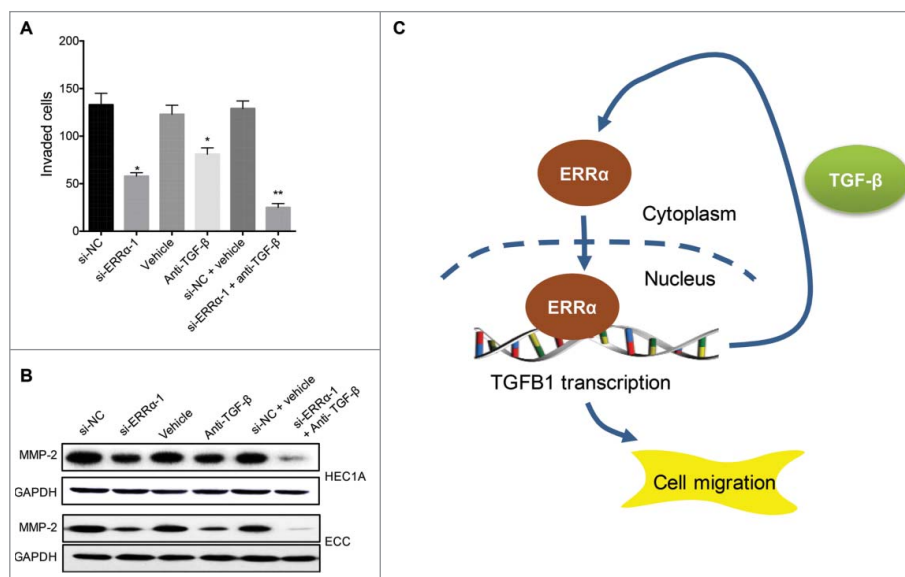 A
200
150
100
50
0
Invaded cells
*
*
**
si-NC
si-ERRα-1
Vehicle
Anti-TGF-β
si-NC + vehicle
si-ERRα-1 + anti-TGF-β
B
si-NC
si-ERRα-1
Vehicle
Anti-TGF-β
si-NC + vehicle
si-ERRα-1
+ Anti- TGF-β
MMP-2
HEC1A
GAPDH
MMP-2
ECC
GAPDH
C
ERRα
TGF-β
Cytoplasm
Nucleus
ERRα
TGFB1 transcription
Cell migration